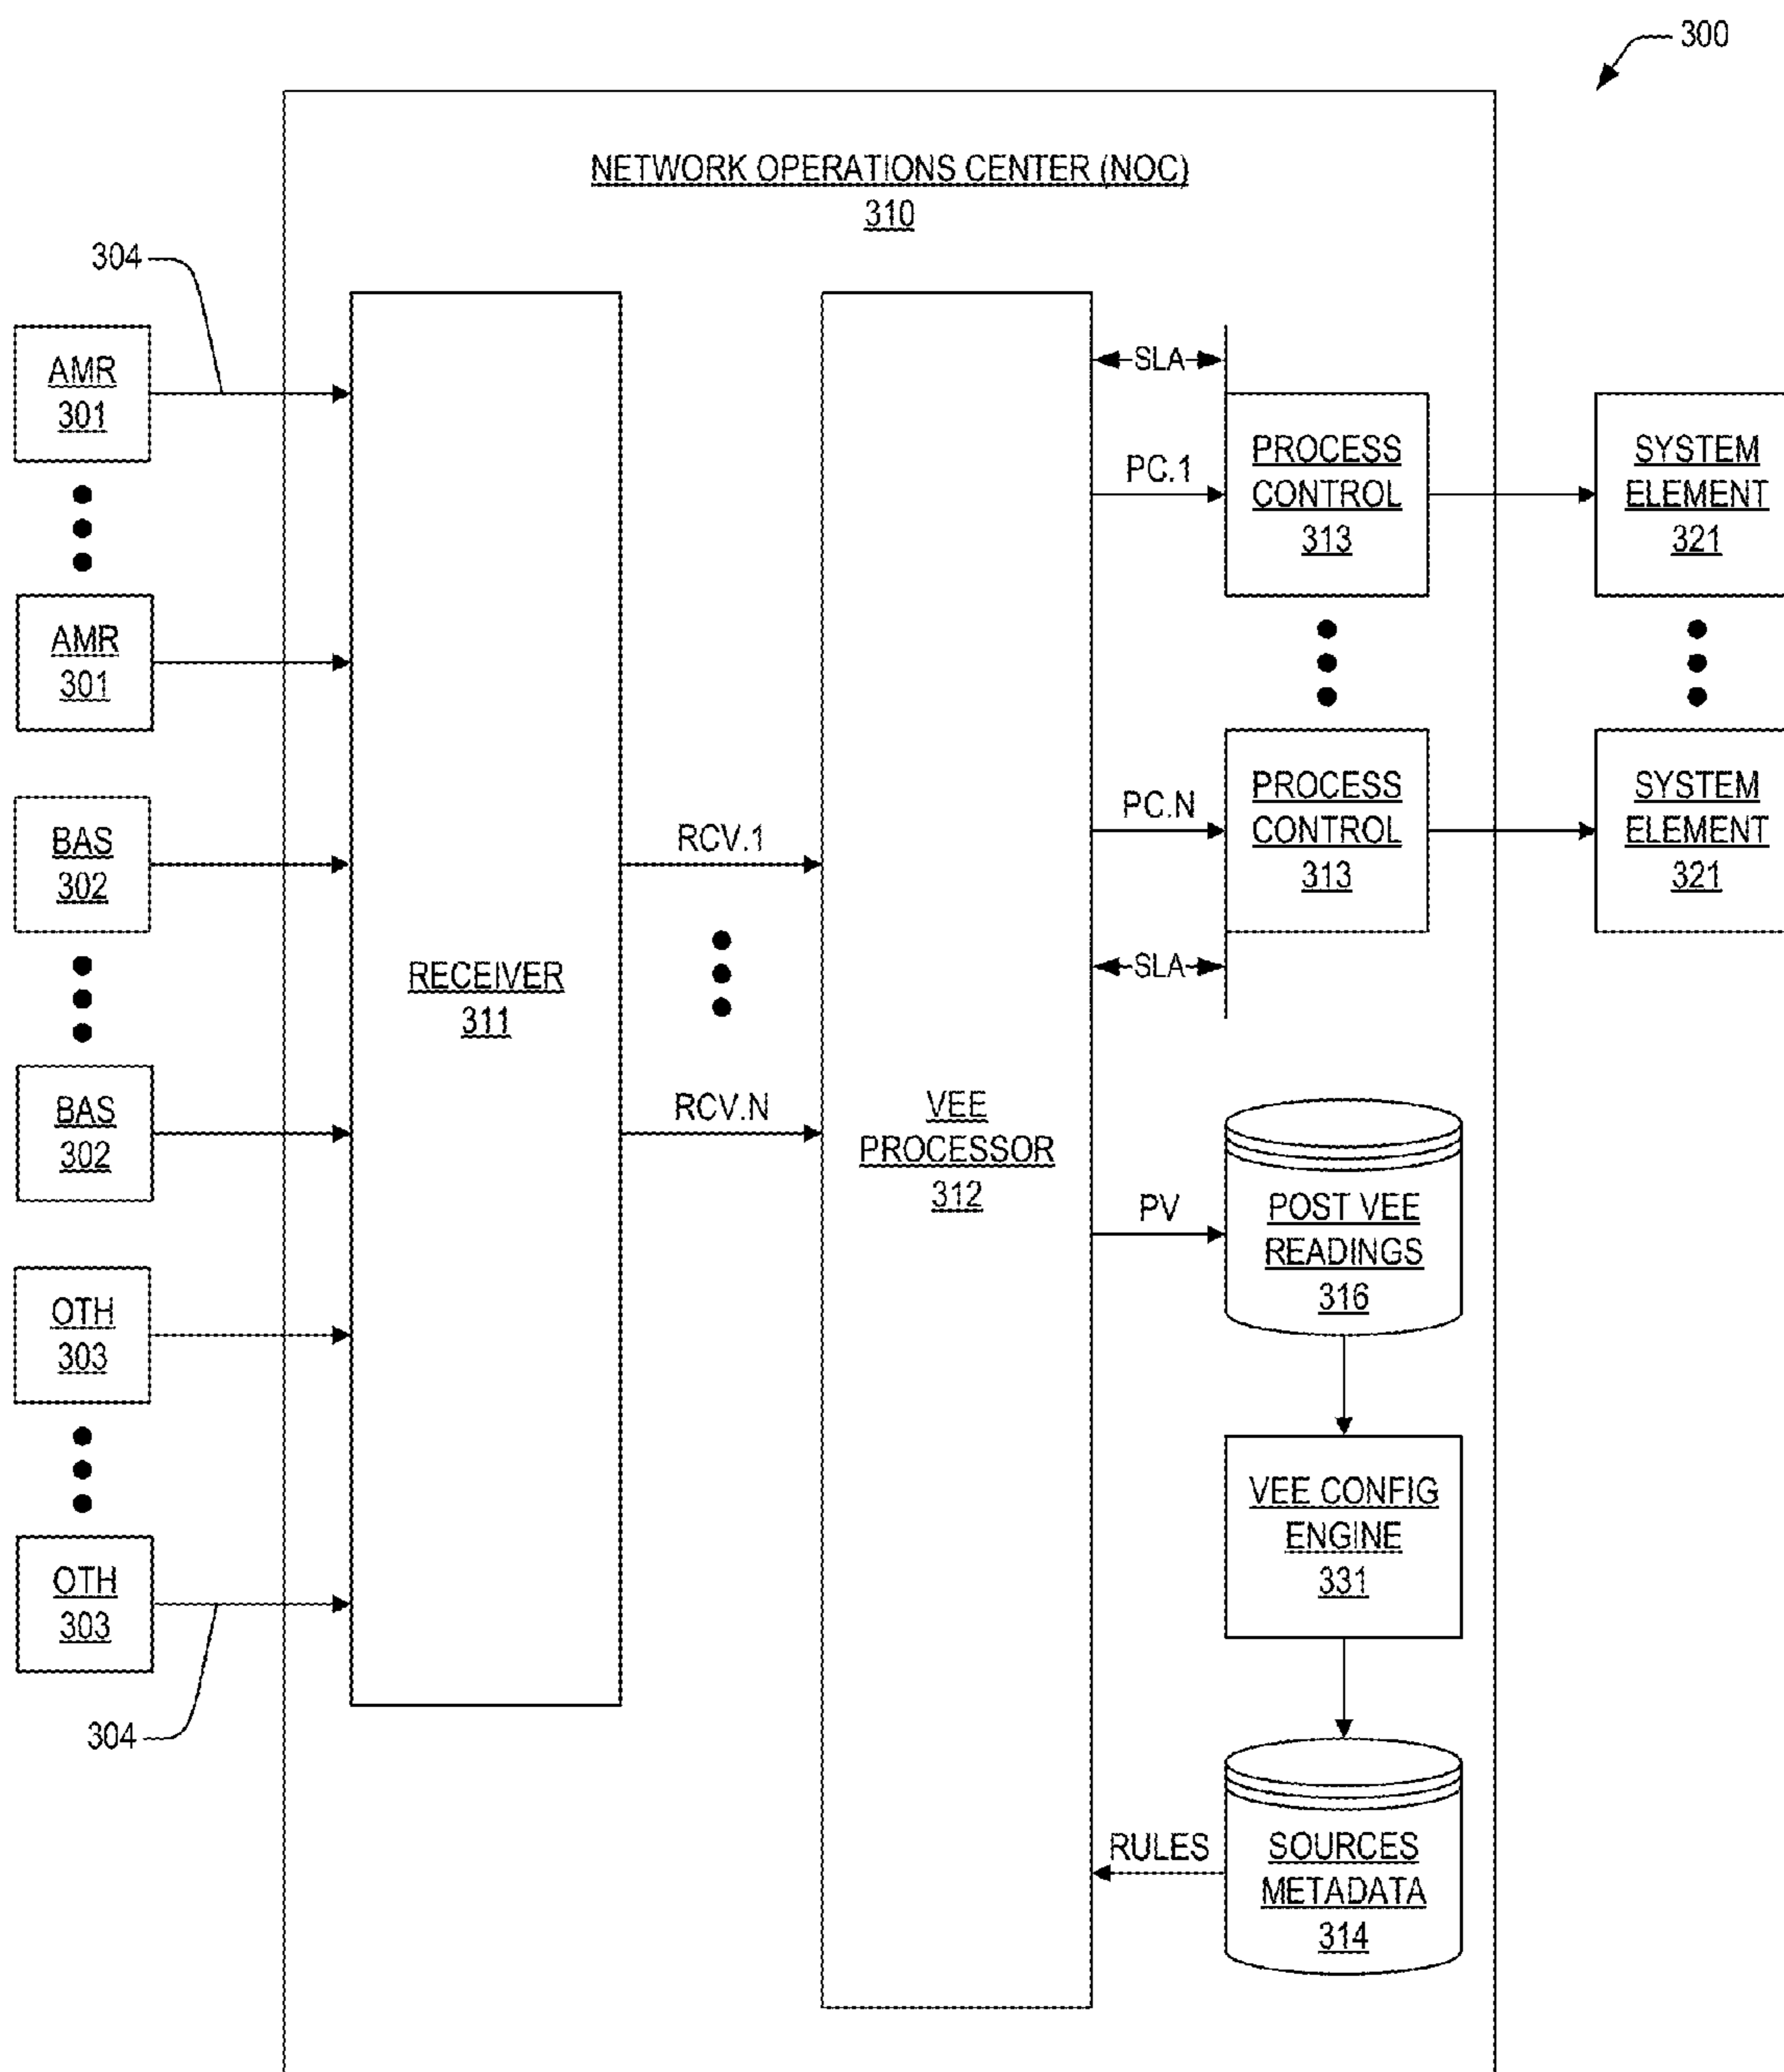 300
NETWORK OPERATIONS CENTER (NOC)
310
304
AMR
301
AMR
301
BAS
302
BAS
302
OTH
303
OTH
303
304
RECEIVER
311
RCV.1
RCV.N
VEE
PROCESSOR
312
SLA
PC.1
PROCESS
CONTROL
313
SYSTEM
ELEMENT
321
PC.N
PROCESS
CONTROL
313
SYSTEM
ELEMENT
321
SLA
PV
POST VEE
READINGS
316
VEE CONFIG
ENGINE
331
RULES
SOURCES
METADATA
314